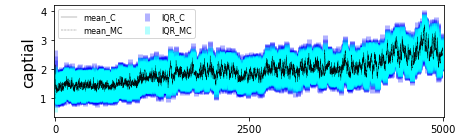 4
3
2
1
captial
mean_C
mean_MC
IQR_C
IQR_MC
0
2500
5000